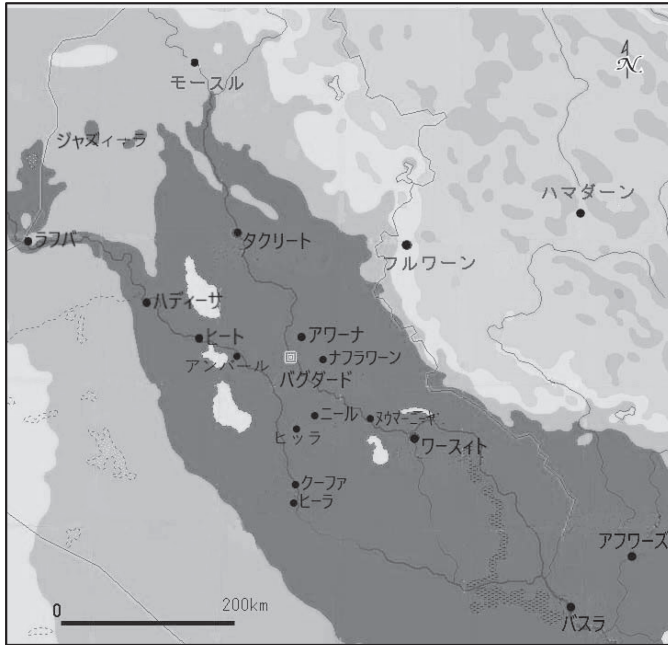 N
モースル
ジャズィーラ
ハマダーン
タクリート
ラフバ
フルワーン
ハディーサ
アワーナ
ヒート
ナフラワーン
アンバール
バグダード
ニール
ヌウマーニーヤ
ヒッラ
ワースィト
クーファ
ヒーラ
アフワーズ
0
200km
バスラ